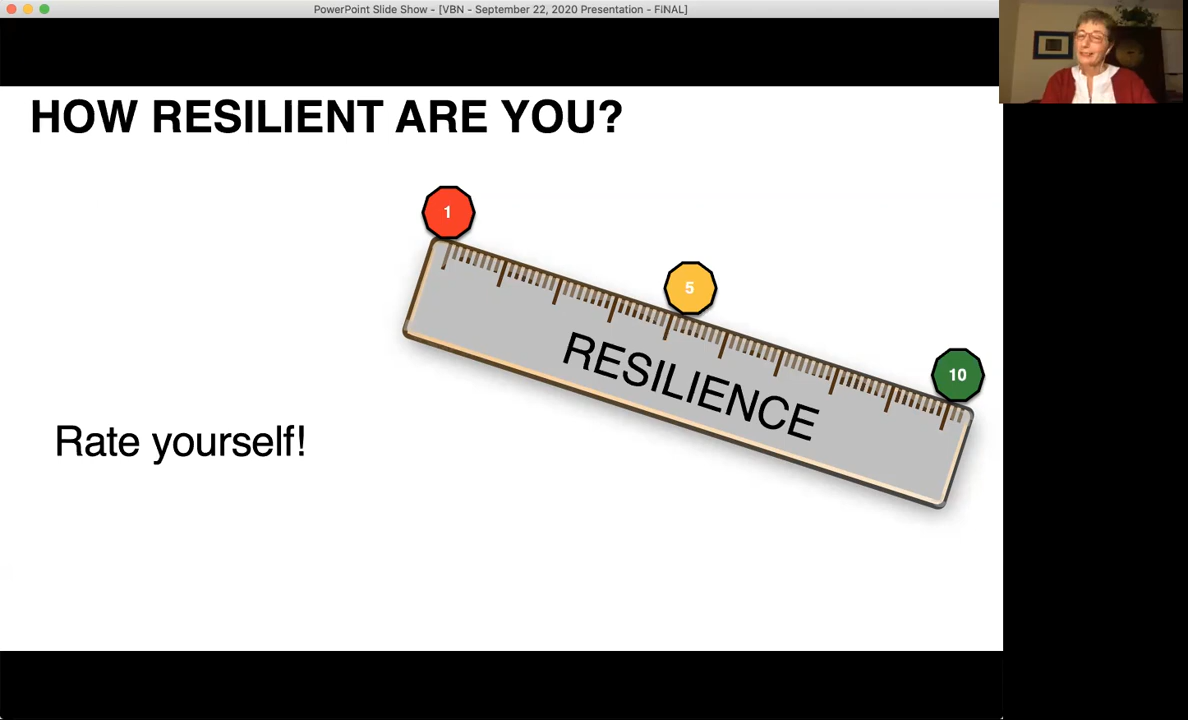 PowerPoint Slide Show - [VBN - September 22, 2020 Presentation - FiNAL]
HOW RESILIENT ARE YOU?
1
5
10
RESILIENCE
Rate yourself!